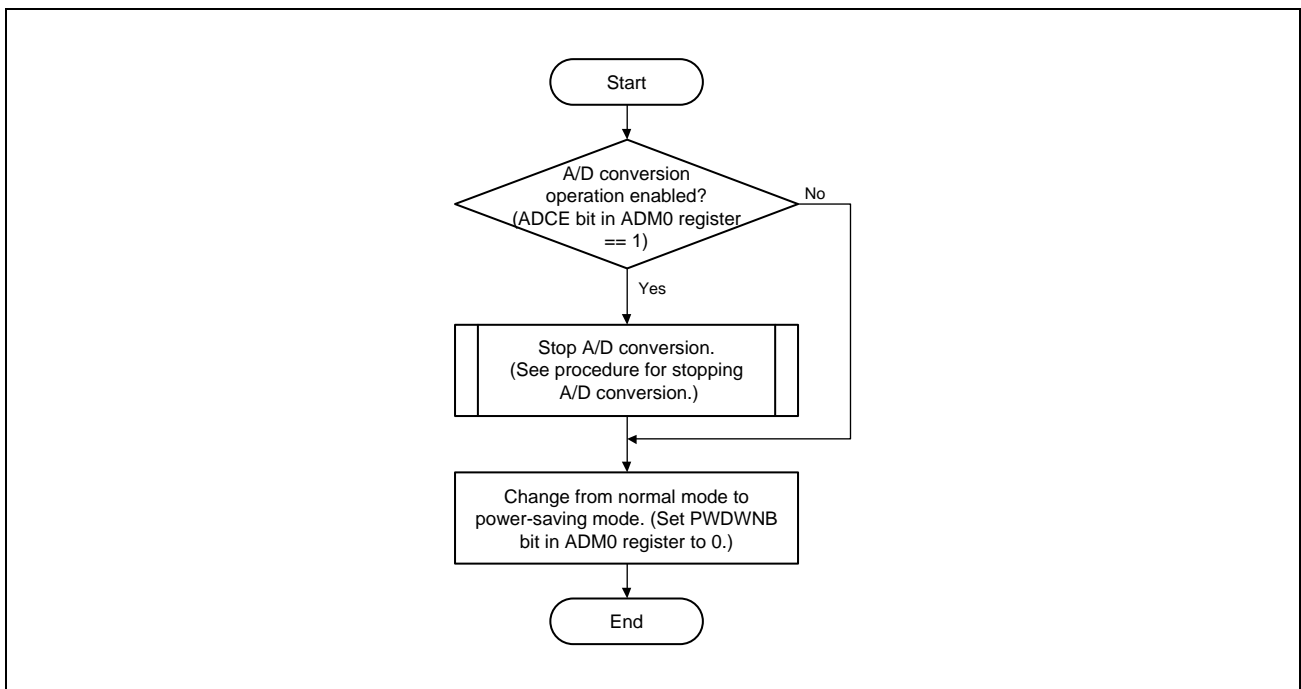 Start
A/D conversion
operation enabled?
(ADCE bit in ADM0 register
== 1)
No
Yes
Stop A/D conversion.
(See procedure for stopping
A/D conversion.)
Change from normal mode to
power-saving mode. (Set PWDWNB
bit in ADM0 register to 0.)
End